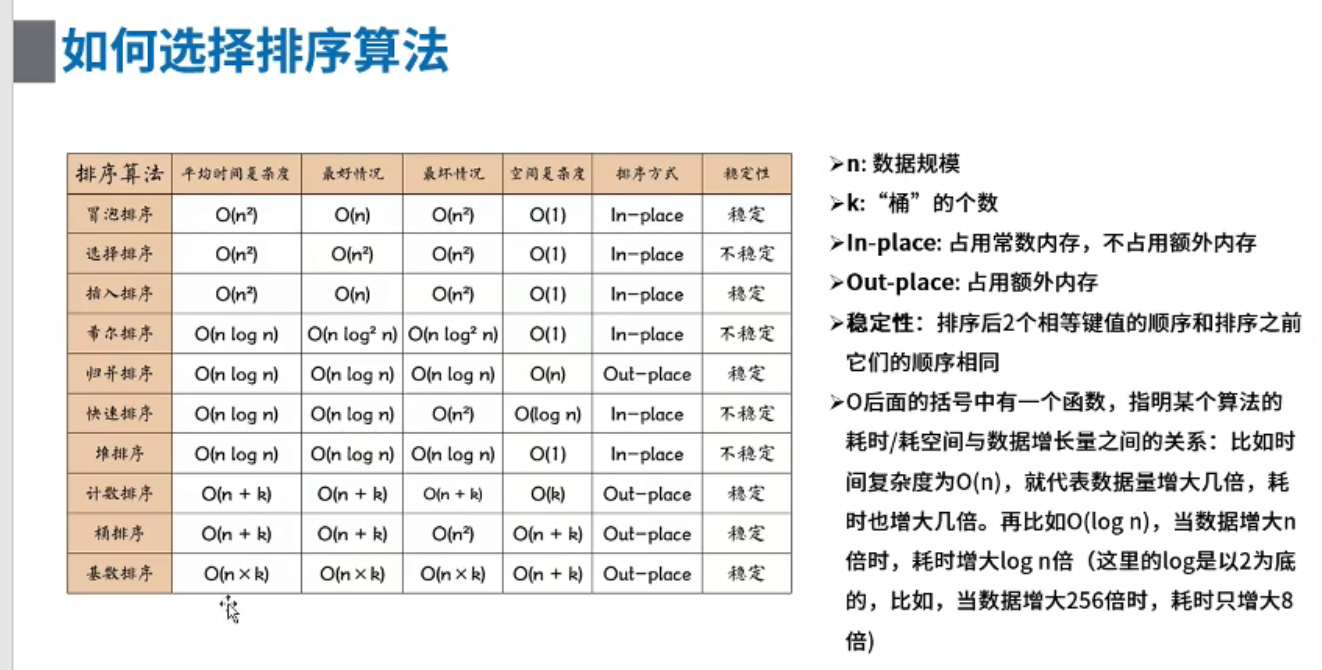 如何选择排序算法
排序算法 平均时间复杂度 最好情况 最坏情况 空间复杂度 排序方式 稳定性
冒泡排序 O(n²) O(n) O(n²) O(1) In-place 稳定
选择排序 O(n²) O(n²) O(n²) O(1) In-place 不稳定
插入排序 O(n²) O(n) O(n²) O(1) In-place 稳定
希尔排序 O(n log n) O(n log² n) O(n log² n) O(1) In-place 不稳定
归并排序 O(n log n) O(n log n) O(n log n) O(n) Out-place 稳定
快速排序 O(n log n) O(n log n) O(n²) O(log n) In-place 不稳定
堆排序 O(n log n) O(n log n) O(n log n) O(1) In-place 不稳定
计数排序 O(n + k) O(n + k) O(n + k) O(k) Out-place 稳定
桶排序 O(n + k) O(n + k) O(n²) O(n + k) Out-place 稳定
基数排序 O(n×k) O(n×k) O(n×k) O(n + k) Out-place 稳定
➢n: 数据规模
➢k:“桶”的个数
➢In-place: 占用常数内存，不占用额外内存
➢Out-place: 占用额外内存
➢稳定性：排序后2个相等键值的顺序和排序之前
它们的顺序相同
➢O后面的括号中有一个函数，指明某个算法的
耗时/耗空间与数据增长量之间的关系：比如时
间复杂度为O(n)，就代表数据量增大几倍，耗
时也增大几倍。再比如O(log n)，当数据增大n
倍时，耗时增大log n倍（这里的log是以2为底
的，比如，当数据增大256倍时，耗时只增大8
倍)